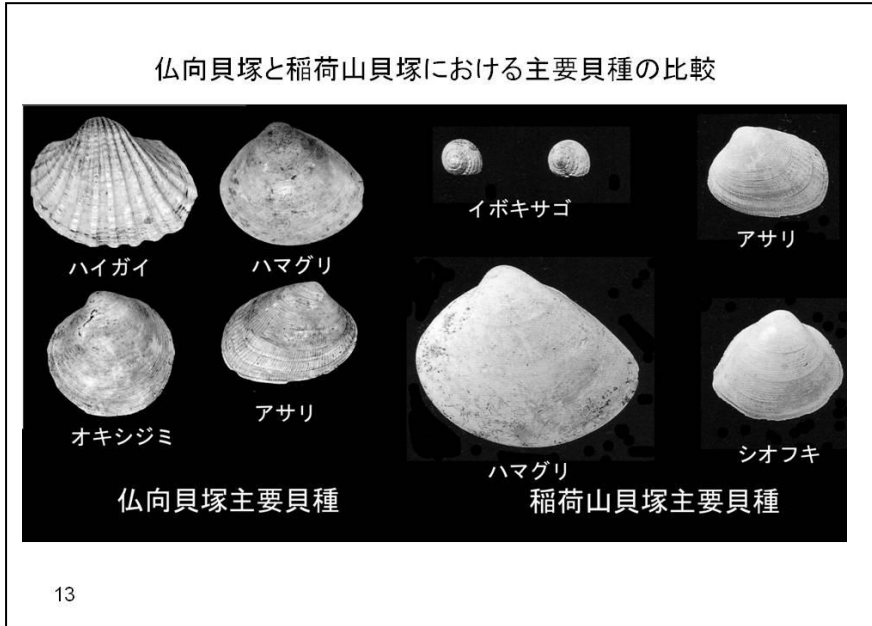 仏向貝塚と稲荷山貝塚における主要貝種の比較
ハイガイ
ハマグリ
オキシジミ
アサリ
仏向貝塚主要貝種
イボキサゴ
アサリ
ハマグリ
シオフキ
稲荷山貝塚主要貝種
13